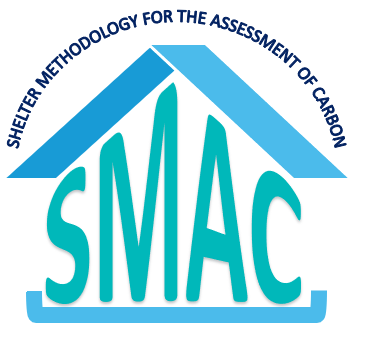 SHELTER METHODOLOGY FOR THE ASSESSMENT OF CARBON
SMAC